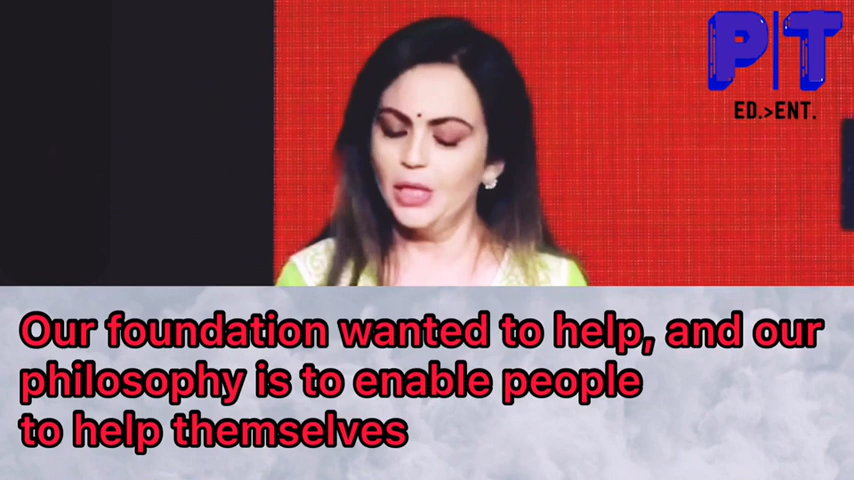 P|T
ED.>ENT.
Our foundation wanted to help, and our
philosophy is to enable people
to help themselves